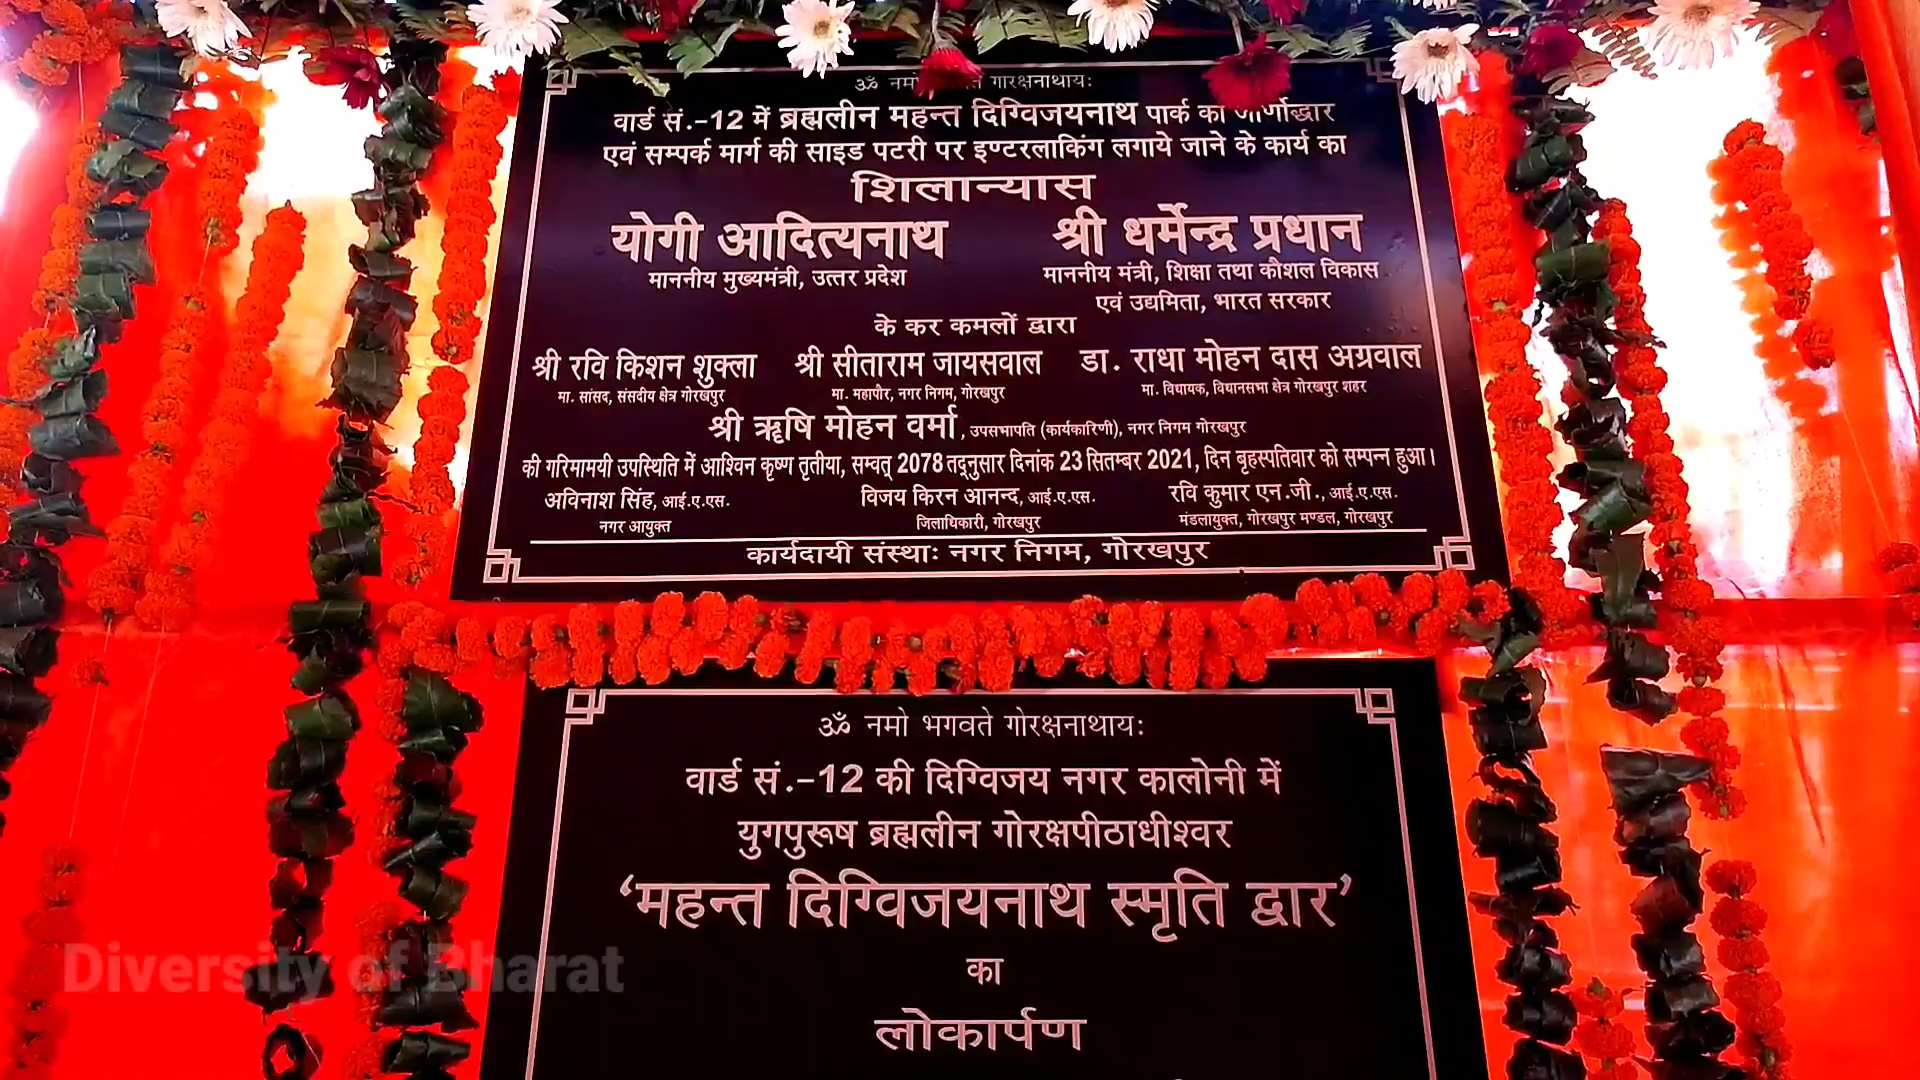 ॐ नमो गोरक्षनाथायः
वार्ड सं.-12 में ब्रह्मलीन महन्त दिग्विजयनाथ पार्क का जीर्णोद्धार
एवं सम्पर्क मार्ग की साइड पटरी पर इण्टरलाकिंग लगाये जाने के कार्य का
शिलान्यास
योगी आदित्यनाथ श्री धर्मेन्द्र प्रधान
माननीय मुख्यमंत्री, उत्तर प्रदेश माननीय मंत्री, शिक्षा तथा कौशल विकास
एवं उद्यमिता, भारत सरकार
के कर कमलों द्वारा
श्री रवि किशन शुक्ला श्री सीताराम जायसवाल डा. राधा मोहन दास अग्रवाल
मा. सांसद, संसदीय क्षेत्र गोरखपुर मा. महापौर, नगर निगम, गोरखपुर मा. विधायक, विधानसभा क्षेत्र गोरखपुर शहर
श्री ऋषि मोहन वर्मा, उपसभापति (कार्यकारिणी), नगर निगम गोरखपुर
की गरिमामयी उपस्थिति में आश्विन कृष्ण तृतीया, सम्वत् 2078 तद्नुसार दिनांक 23 सितम्बर 2021, दिन बृहस्पतिवार को सम्पन्न हुआ।
अविनाश सिंह, आई.ए.एस. विजय किरन आनन्द, आई.ए.एस. रवि कुमार एन.जी., आई.ए.एस.
नगर आयुक्त जिलाधिकारी, गोरखपुर मंडलायुक्त, गोरखपुर मण्डल, गोरखपुर
कार्यदायी संस्थाः नगर निगम, गोरखपुर
ॐ नमो भगवते गोरक्षनाथायः
वार्ड सं.-12 की दिग्विजय नगर कालोनी में
युगपुरूष ब्रह्मलीन गोरक्षपीठाधीश्वर
‘महन्त दिग्विजयनाथ स्मृति द्वार’
का
लोकार्पण
Diversity of Bharat